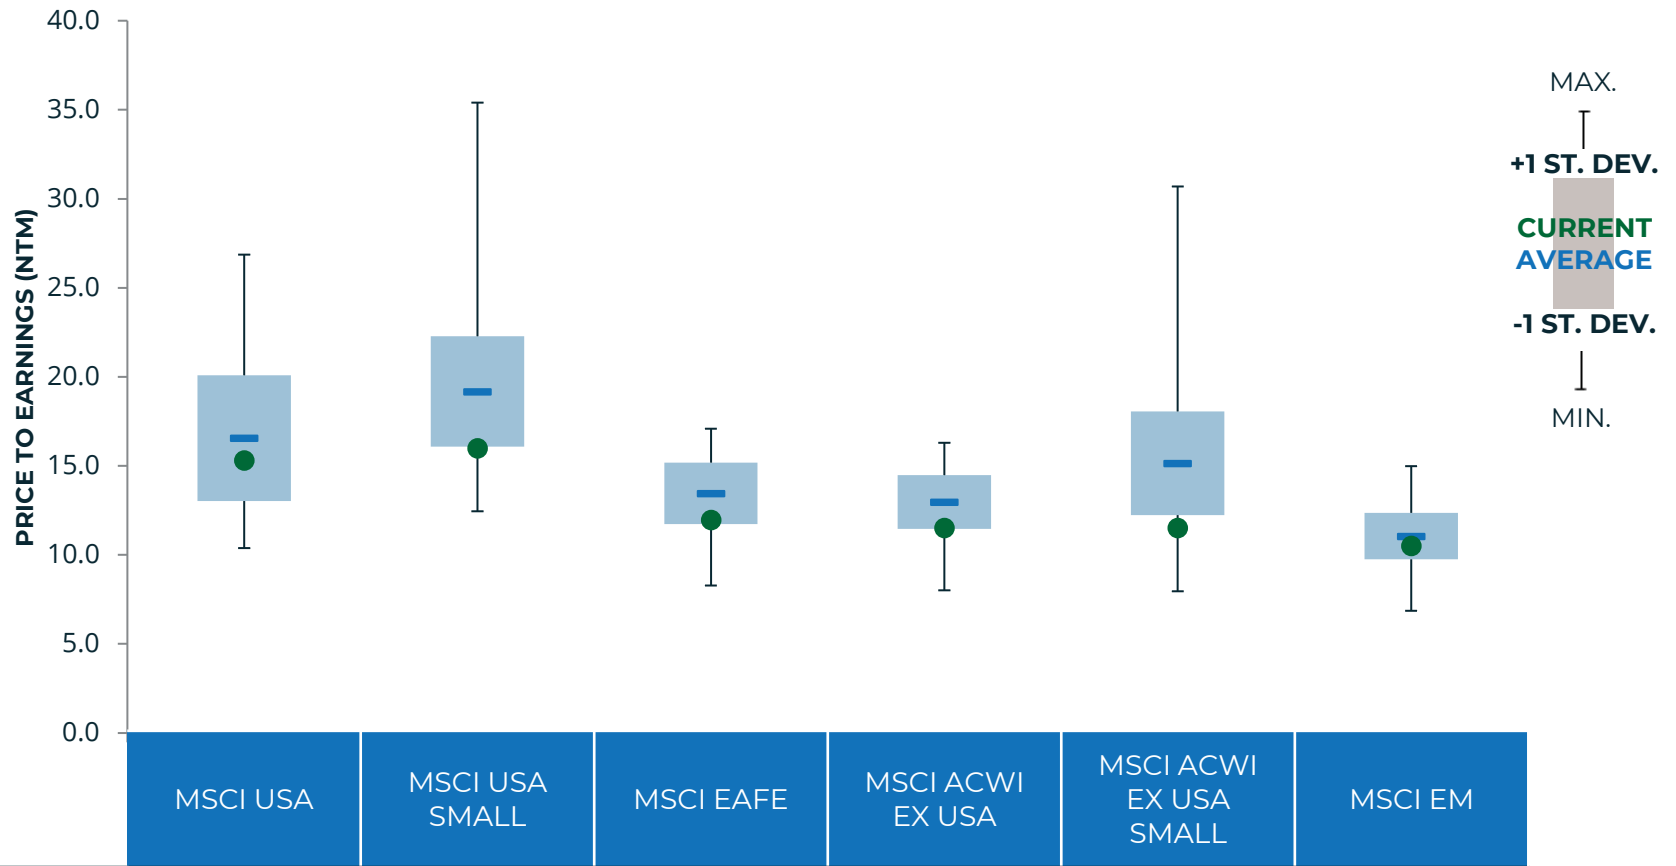 PRICE TO EARNINGS (NTM)
40.0
35.0
30.0
25.0
20.0
15.0
10.0
5.0
0.0
MSCI USA
MSCI USA
SMALL
MSCI EAFE
MSCI ACWI
EX USA
MSCI ACWI
EX USA
SMALL
MSCI EM
MAX.
+1 ST. DEV.
CURRENT
AVERAGE
-1 ST. DEV.
MIN.